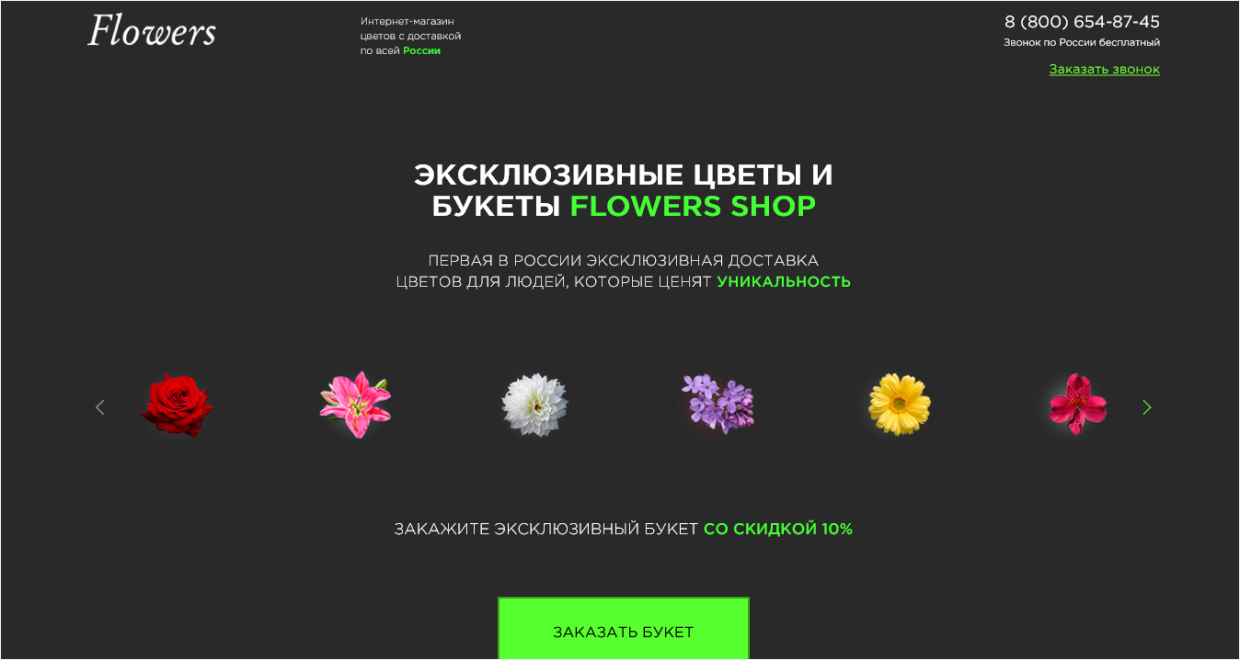 Flowers
Интернет-магазин
цветов с доставкой
по всей России
8 (800) 654-87-45
Звонок по России бесплатный
Заказать звонок
ЭКСКЛЮЗИВНЫЕ ЦВЕТЫ И
БУКЕТЫ FLOWERS SHOP
ПЕРВАЯ В РОССИИ ЭКСКЛЮЗИВНАЯ ДОСТАВКА
ЦВЕТОВ ДЛЯ ЛЮДЕЙ, КОТОРЫЕ ЦЕНЯТ УНИКАЛЬНОСТЬ
ЗАКАЖИТЕ ЭКСКЛЮЗИВНЫЙ БУКЕТ СО СКИДКОЙ 10%
ЗАКАЗАТЬ БУКЕТ